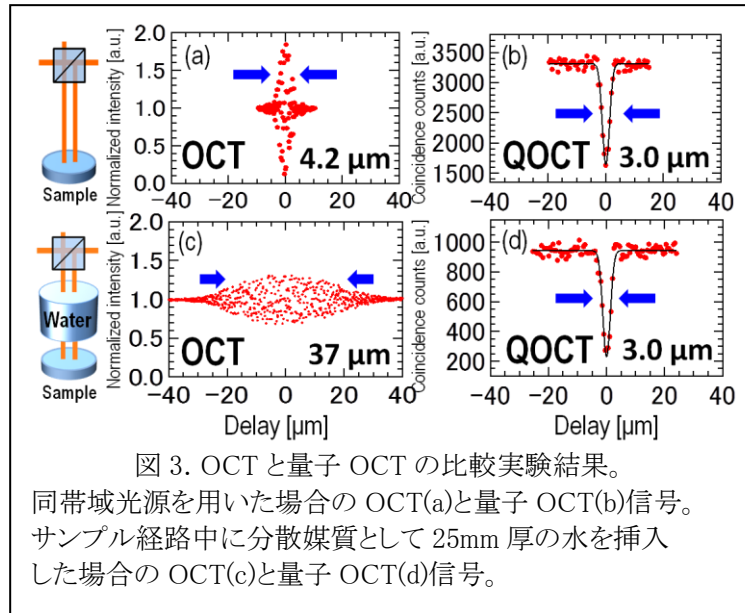 Sample
Normalized intensity [a.u.]
2.0
1.5
1.0
0.5
0.0
(a)
OCT
4.2 µm
−40 −20 0 20 40
Coincidence counts [a.u.]
3500
3000
2500
2000
1500
(b)
QOCT
3.0 µm
−40 −20 0 20 40
Water
Sample
Normalized intensity [a.u.]
2.0
1.5
1.0
0.5
0.0
(c)
OCT
37 µm
−40 −20 0 20 40
Delay [µm]
Coincidence counts [a.u.]
1000
800
600
400
200
(d)
QOCT
3.0 µm
−40 −20 0 20 40
Delay [µm]
図 3. OCT と量子 OCT の比較実験結果。
同帯域光源を用いた場合の OCT(a)と量子 OCT(b)信号。
サンプル経路中に分散媒質として 25mm 厚の水を挿入
した場合の OCT(c)と量子 OCT(d)信号。